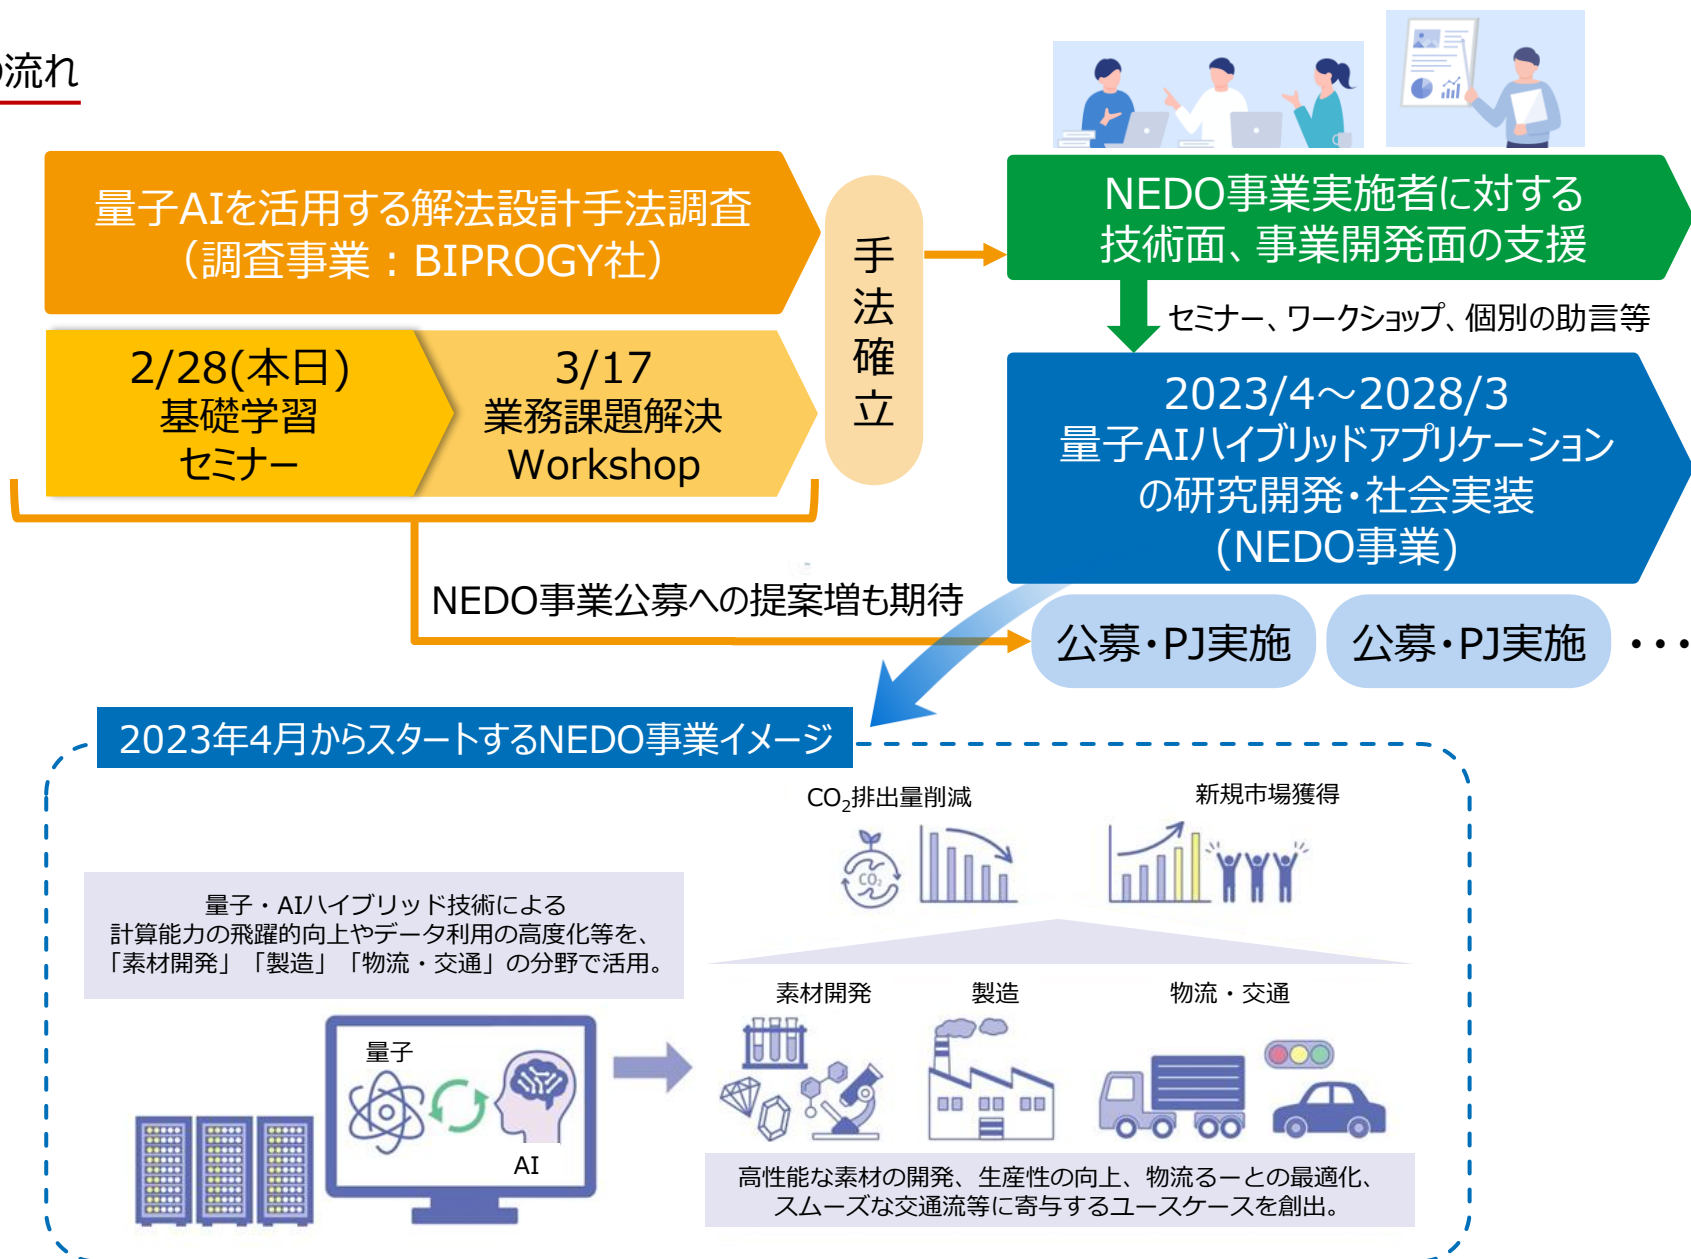 の流れ
量子AIを活用する解法設計手法調査
（調査事業：BIPROGY社）
2/28(本日)
基礎学習
セミナー
3/17
業務課題解決
Workshop
手法確立
NEDO事業実施者に対する
技術面、事業開発面の支援
セミナー、ワークショップ、個別の助言等
2023/4～2028/3
量子AIハイブリッドアプリケーション
の研究開発・社会実装
(NEDO事業)
NEDO事業公募への提案増も期待
公募・PJ実施
公募・PJ実施
・・・
2023年4月からスタートするNEDO事業イメージ
CO₂排出量削減
新規市場獲得
CO₂
量子・AIハイブリッド技術による
計算能力の飛躍的向上やデータ利用の高度化等を、
「素材開発」「製造」「物流・交通」の分野で活用。
素材開発
製造
物流・交通
量子
AI
高性能な素材の開発、生産性の向上、物流るーとの最適化、
スムーズな交通流等に寄与するユースケースを創出。